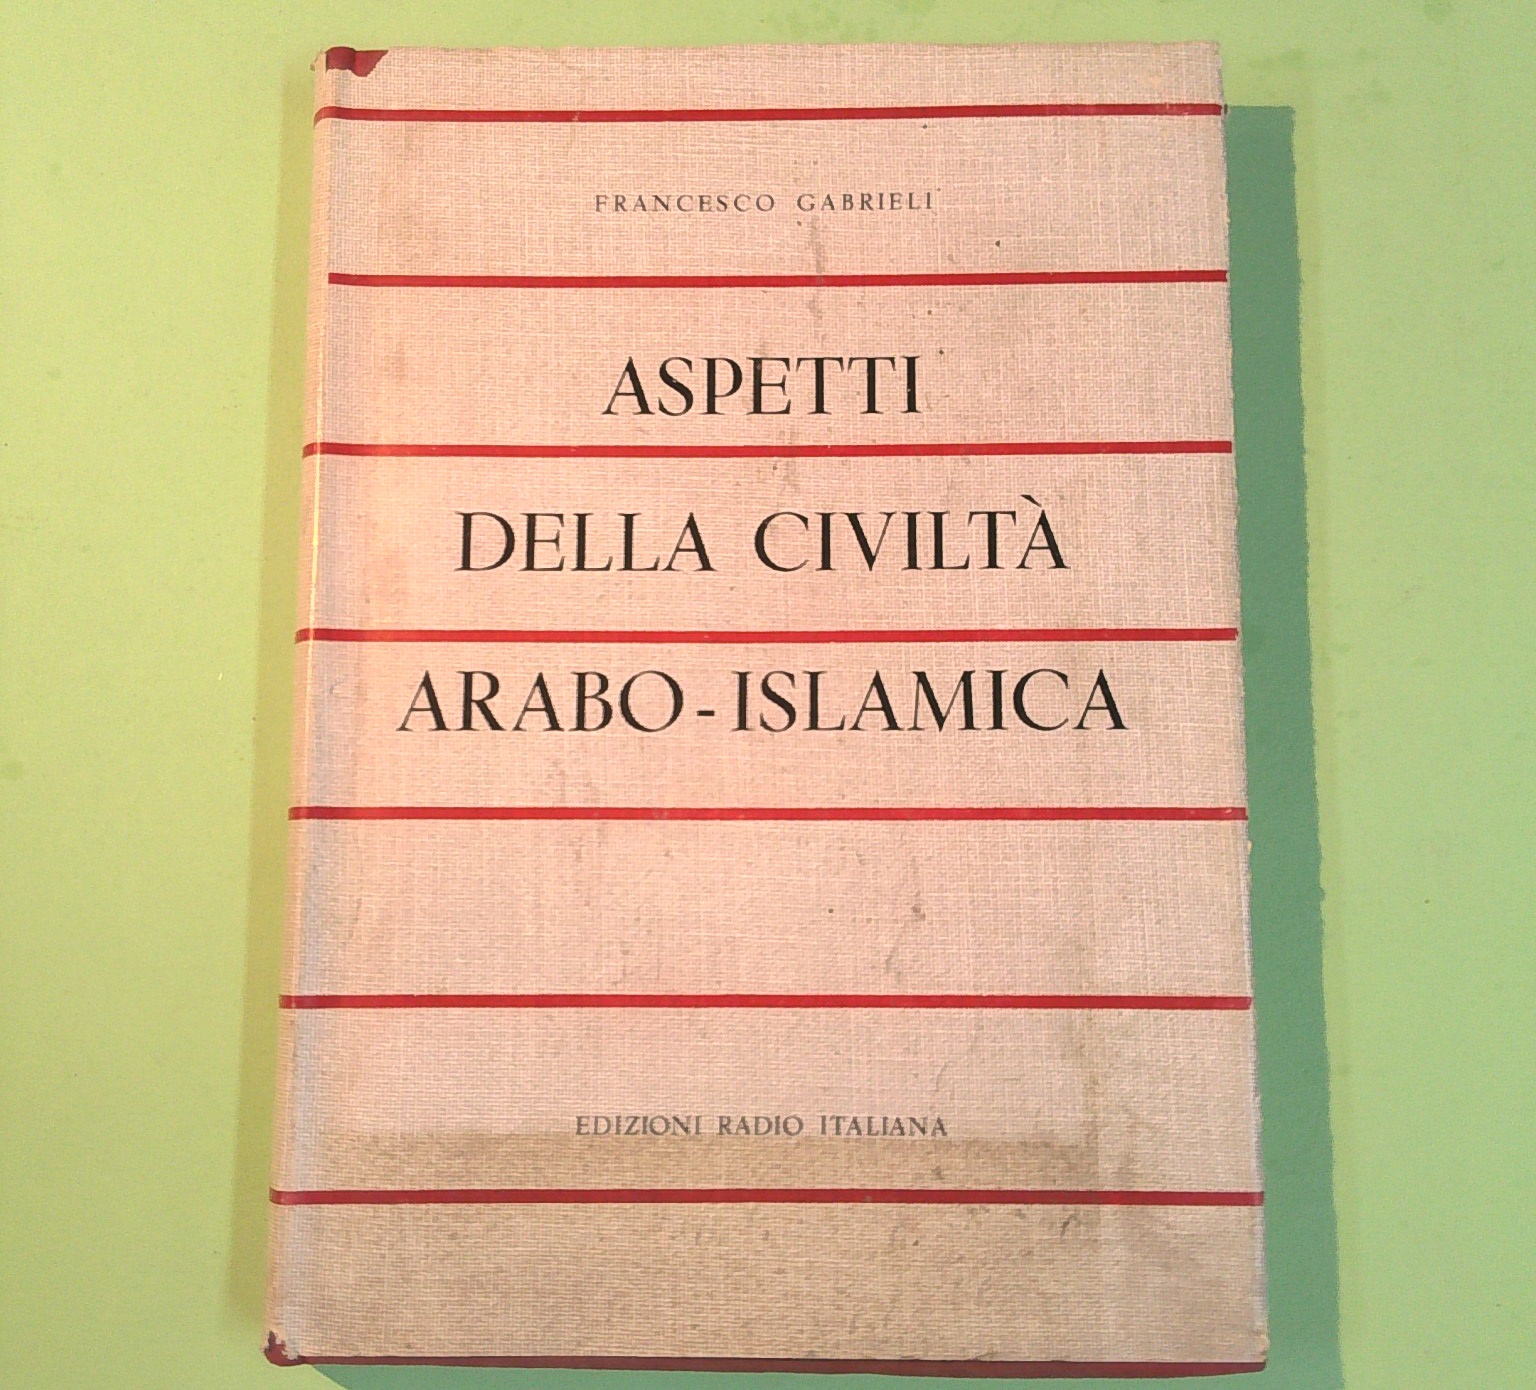 FRANCESCO GABRIELI
ASPETTI
DELLA CIVILTÀ
ARABO-ISLAMICA
EDIZIONI RADIO ITALIANA